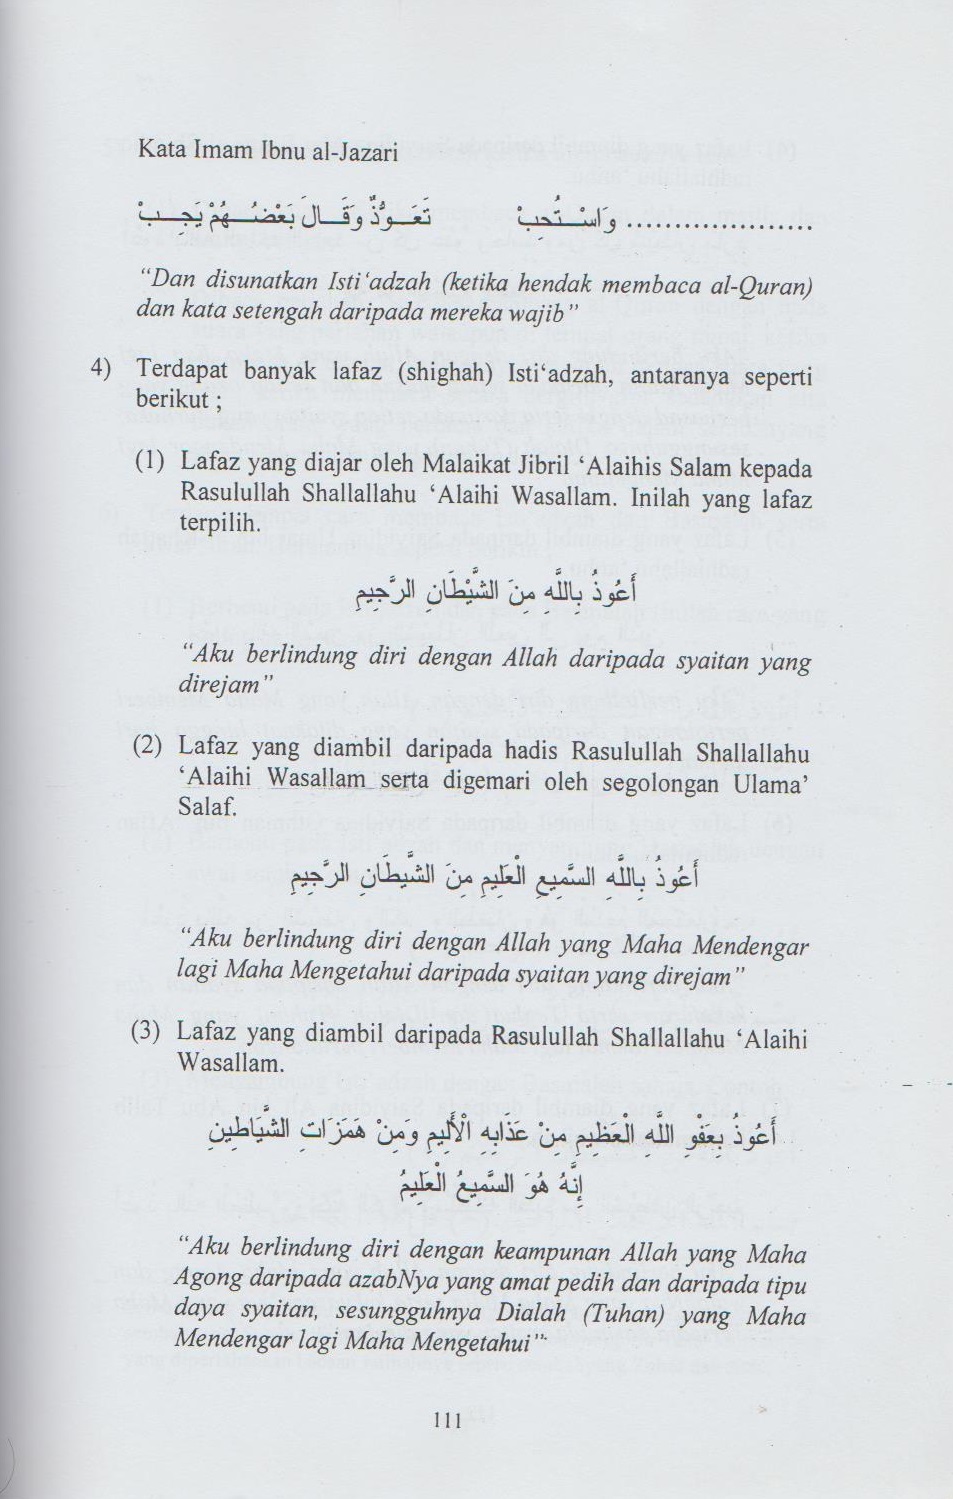 Kata Imam Ibnu al-Jazari
.................... وَاسْـتُحِبْ تَعَـوُّذٌ وَقَـالَ بَعْضُـهُمْ يَجِـبْ
“Dan disunatkan Isti‘adzah (ketika hendak membaca al-Quran)
dan kata setengah daripada mereka wajib”
4) Terdapat banyak lafaz (shighah) Isti‘adzah, antaranya seperti
berikut ;
(1) Lafaz yang diajar oleh Malaikat Jibril ‘Alaihis Salam kepada
Rasulullah Shallallahu ‘Alaihi Wasallam. Inilah yang lafaz
terpilih.
أَعُوذُ بِاللَّهِ مِنَ الشَّيْطَانِ الرَّجِيمِ
“Aku berlindung diri dengan Allah daripada syaitan yang
direjam”
(2) Lafaz yang diambil daripada hadis Rasulullah Shallallahu
‘Alaihi Wasallam serta digemari oleh segolongan Ulama’
Salaf.
أَعُوذُ بِاللَّهِ السَّمِيعِ الْعَلِيمِ مِنَ الشَّيطَانِ الرَّجِيمِ
“Aku berlindung diri dengan Allah yang Maha Mendengar
lagi Maha Mengetahui daripada syaitan yang direjam”
(3) Lafaz yang diambil daripada Rasulullah Shallallahu ‘Alaihi
Wasallam.
أَعُوذُ بِعَفْوِ اللَّهِ الْعَظِيمِ مِنْ عَذَابِهِ الْأَلِيمِ وَمِنْ هَمَزَاتِ الشَّيَاطِينِ
إِنَّهُ هُوَ السَّمِيعُ الْعَلِيمُ
“Aku berlindung diri dengan keampunan Allah yang Maha
Agong daripada azabNya yang amat pedih dan daripada tipu
daya syaitan, sesungguhnya Dialah (Tuhan) yang Maha
Mendengar lagi Maha Mengetahui”
111